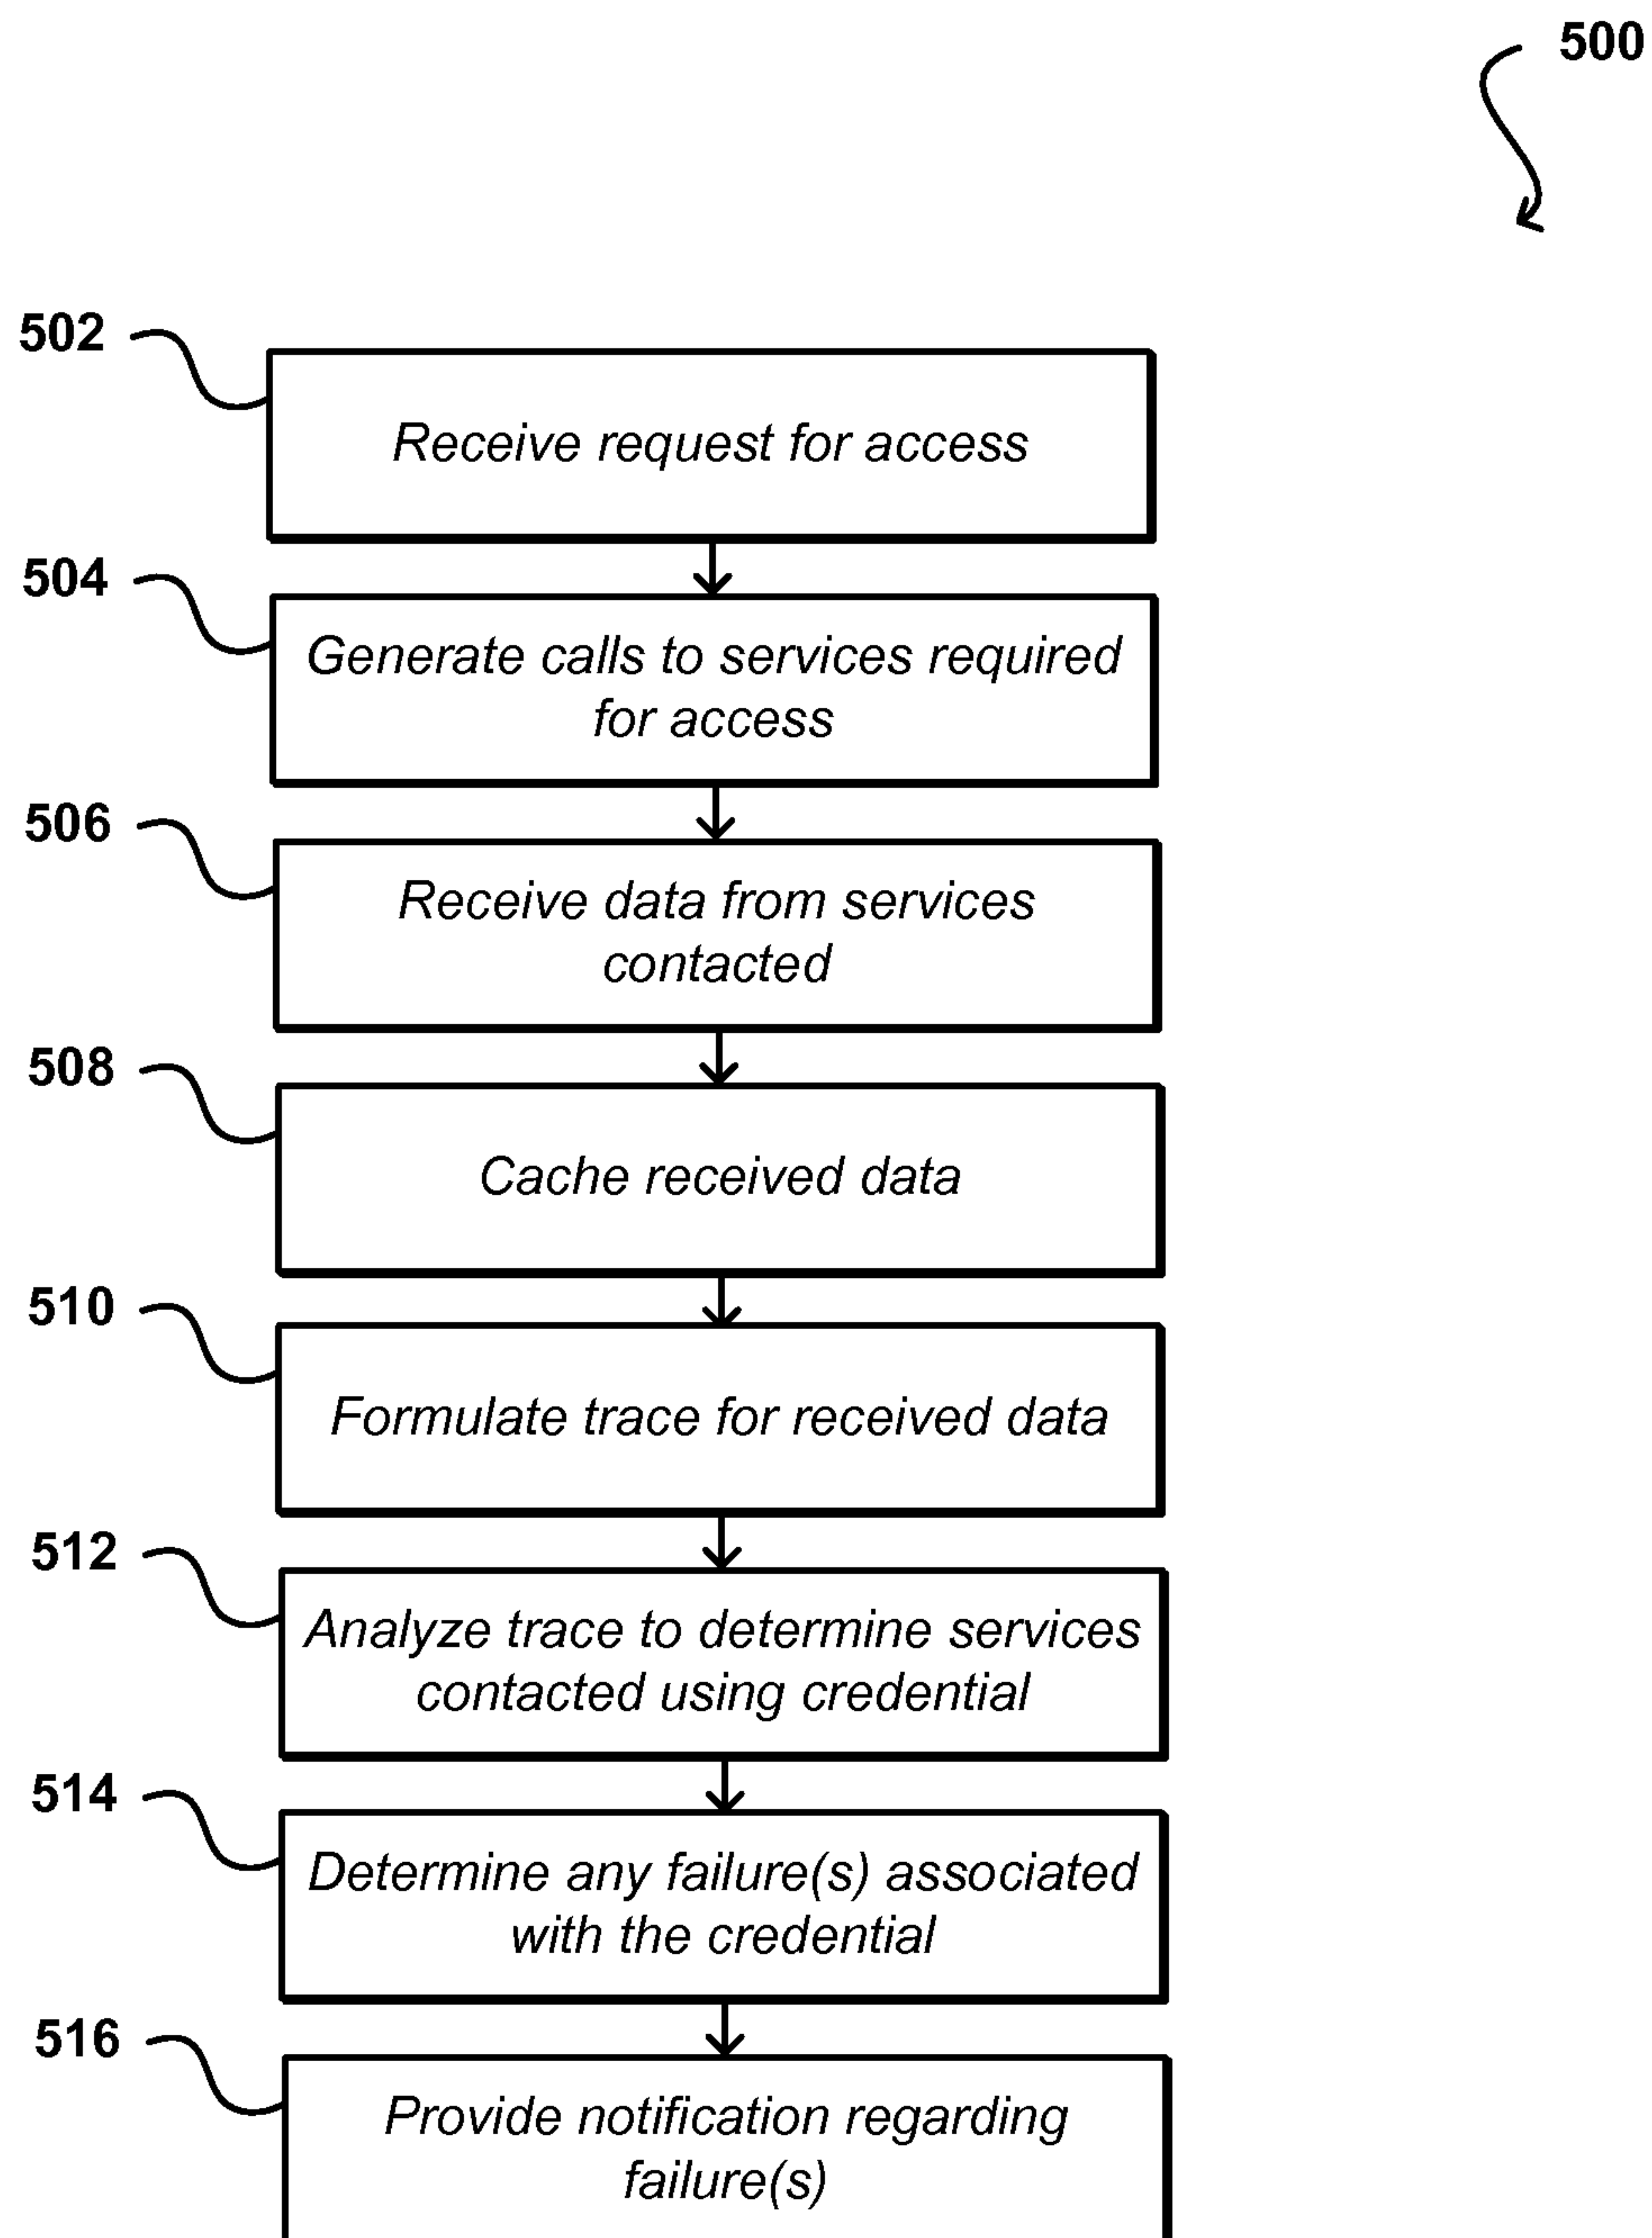 500
502
Receive request for access
504
Generate calls to services required
for access
506
Receive data from services
contacted
508
Cache received data
510
Formulate trace for received data
512
Analyze trace to determine services
contacted using credential
514
Determine any failure(s) associated
with the credential
516
Provide notification regarding
failure(s)